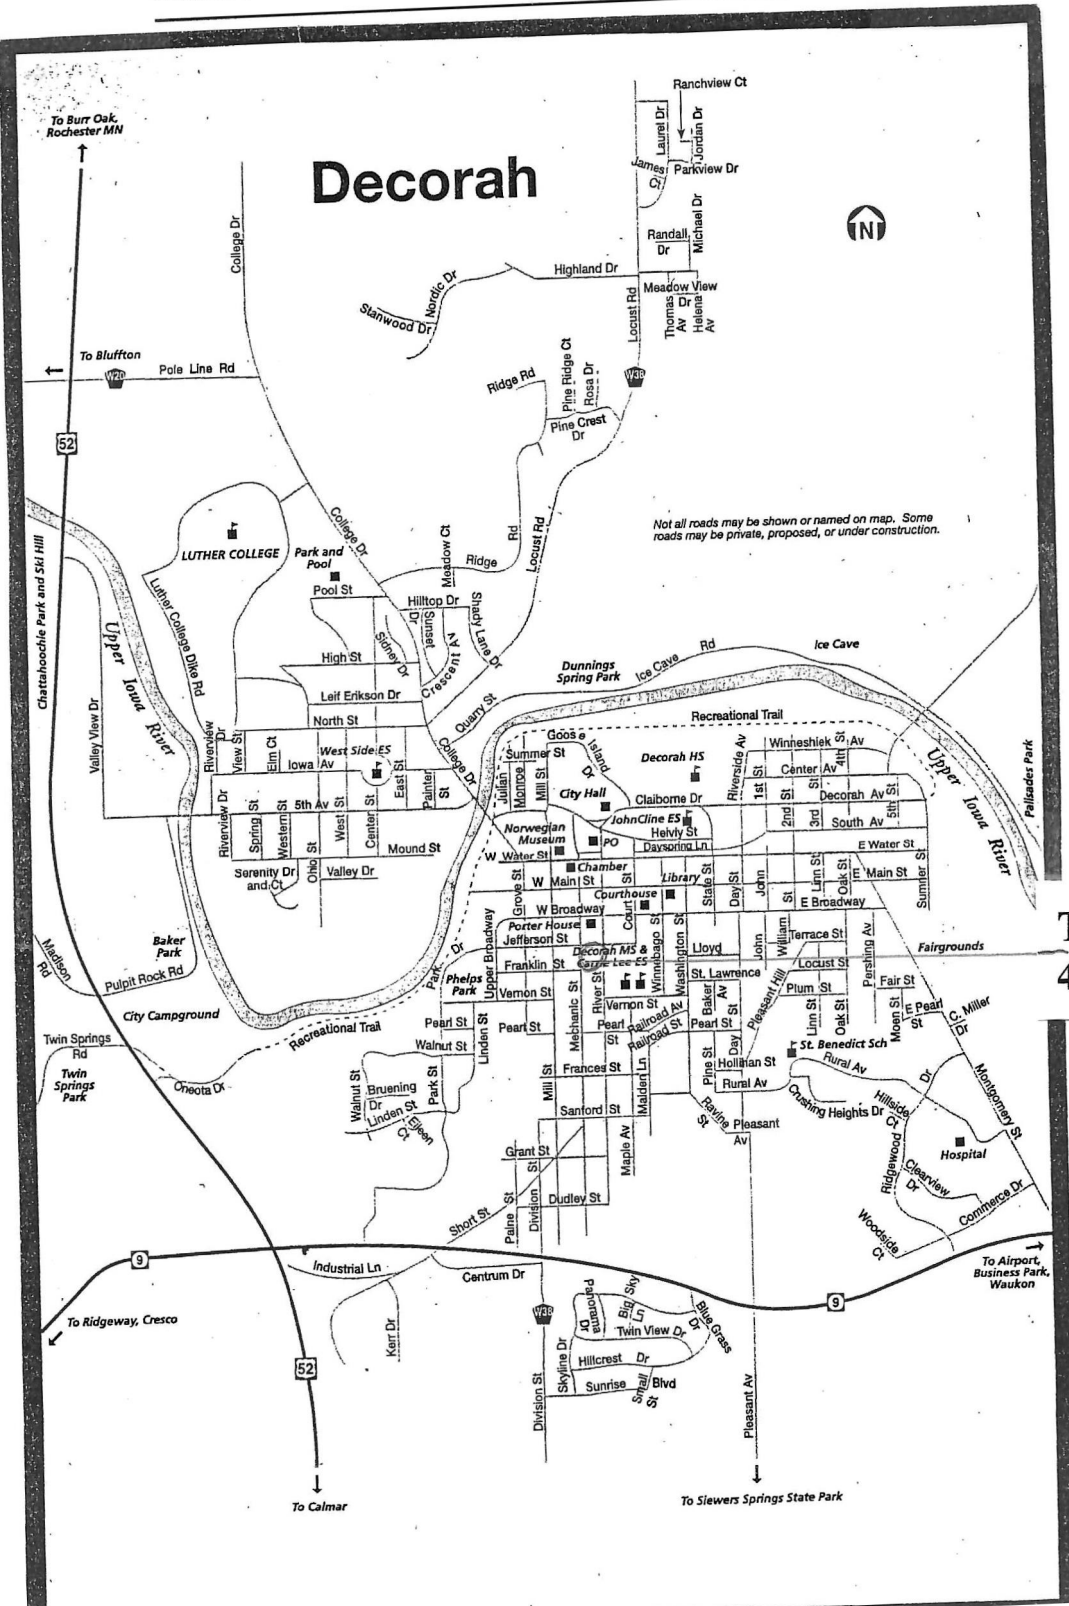 Decorah
N
To Burr Oak,
Rochester MN
Ranchview Ct
Laurel Dr
Jordan Dr
James
Ct
Parkview Dr
College Dr
Randall
Dr
Michael Dr
Highland Dr
Nordic Dr
Stanwood Dr
Meadow View
Dr
Thomas
Av
Helena
Av
Locust Rd
To Bluffton
W20
Pole Line Rd
W38
Ridge Rd
Pine Ridge Ct
Rosa Dr
Pine Crest
Dr
52
Not all roads may be shown or named on map. Some
roads may be private, proposed, or under construction.
LUTHER COLLEGE
Park and
Pool
College Dr
Meadow Ct
Ridge
Rd
Locust Rd
Pool St
Hilltop Dr
Sunset
Dr
Shady Lane Dr
Sidney Dr
Crescent Av
Chattahoochie Park and Ski Hill
Luther College Dike Rd
Upper Iowa River
High St
Dunnings
Spring Park
Ice Cave
Rd
Ice Cave
Leif Erikson Dr
North St
Quarry St
Recreational Trail
Valley View Dr
Riverview
Dr
View St
Elm Ct
West Side ES
Iowa Av
East St
Painter
St
College Dr
Goose
Island
Dr
Summer St
Julian
Monroe
Mill St
Decorah HS
Riverside Av
Winneshiek
Av
4th St
Center Av
1st St
City Hall
Claiborne Dr
Decorah Av
5th St
Riverview Dr
Spring St
Western St
5th Av
West St
Center St
JohnCline ES
2nd St
3rd
St
South Av
Norwegian
Museum
PO
Helvly St
Dayspring Ln
Upper Iowa River
Palisades Park
Ohio St
Mound St
W Water St
E Water St
Serenity Dr
and Ct
Valley Dr
Chamber
W Main St
Library
Linn St
Oak St
E Main St
Sumner St
Grove St
Courthouse
Court St
State St
Day St
John
St
W Broadway
E Broadway
Porter House
Jefferson St
Upper Broadway
Winnebago St
Washington St
Lloyd
John
William
Terrace St
Pershing Av
Fairgrounds
Decorah MS &
Carrie Lee ES
Franklin St
Park Dr
Baker
Park
Madison
Rd
Pulpit Rock Rd
Phelps
Park
Vernon St
Mechanic St
River St
Vernon St
St. Lawrence
Baker
Av
Locust St
Plum St
Fair St
City Campground
Recreational Trail
Pearl St
Pearl St
Pearl
St
Railroad Av
Railroad St
Pearl St
Day St
Pleasant Hill
Linn St
Oak St
Moen St
E Pearl
St
C. Miller
Dr
Twin Springs
Rd
Walnut St
Linden St
St. Benedict Sch
Twin
Springs
Park
Oneota Dr
Walnut St
Bruening
Dr
Park St
Mill St
Frances St
Maiden Ln
Pine St
Hollihan St
Rural Av
Rural Av
Linden St
Eileen
Ct
Sanford St
Ravine
St
Pleasant
Av
Crushing Heights Dr
Hillside
Ct
Dr
Montgomery St
Grant St
Maple Av
Ridgewood
Hospital
Clearview
Dr
Commerce Dr
Division St
Dudley St
Short St
Woodside
Ct
9
Industrial Ln
Centrum Dr
To Airport,
Business Park,
Waukon
To Ridgeway, Cresco
Kerr Dr
W38
Panorama
Dr
Big Sky
Ln
Blue Grass
Dr
9
Twin View Dr
52
Skyline Dr
Hillcrest Dr
Sunrise
Small
St
Blvd
Division St
Pleasant Av
To Calmar
To Siewers Springs State Park